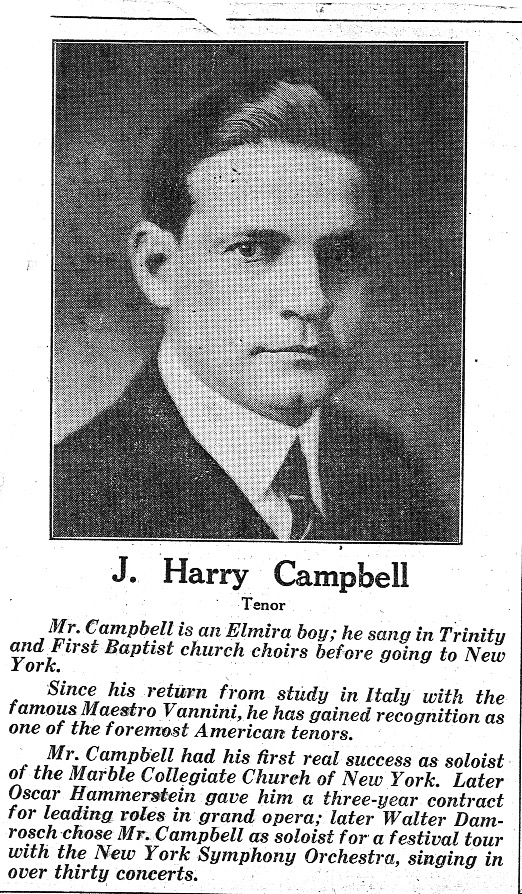 J. Harry Campbell
Tenor
Mr. Campbell is an Elmira boy; he sang in Trinity
and First Baptist church choirs before going to New
York.
Since his return from study in Italy with the
famous Maestro Vannini, he has gained recognition as
one of the foremost American tenors.
Mr. Campbell had his first real success as soloist
of the Marble Collegiate Church of New York. Later
Oscar Hammerstein gave him a three-year contract
for leading roles in grand opera; later Walter Dam-
rosch chose Mr. Campbell as soloist for a festival tour
with the New York Symphony Orchestra, singing in
over thirty concerts.